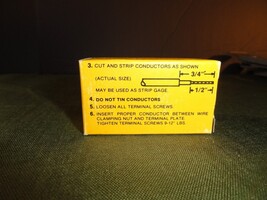 3. CUT AND STRIP CONDUCTORS AS SHOWN
3/4"
(ACTUAL SIZE)
1/2"
MAY BE USED AS STRIP GAGE
4. DO NOT TIN CONDUCTORS
5. LOOSEN ALL TERMINAL SCREWS
6. INSERT PROPER CONDUCTOR BETWEEN WIRE
CLAMPING NUT AND TERMINAL PLATE
TIGHTEN TERMINAL SCREWS 9-12" LBS